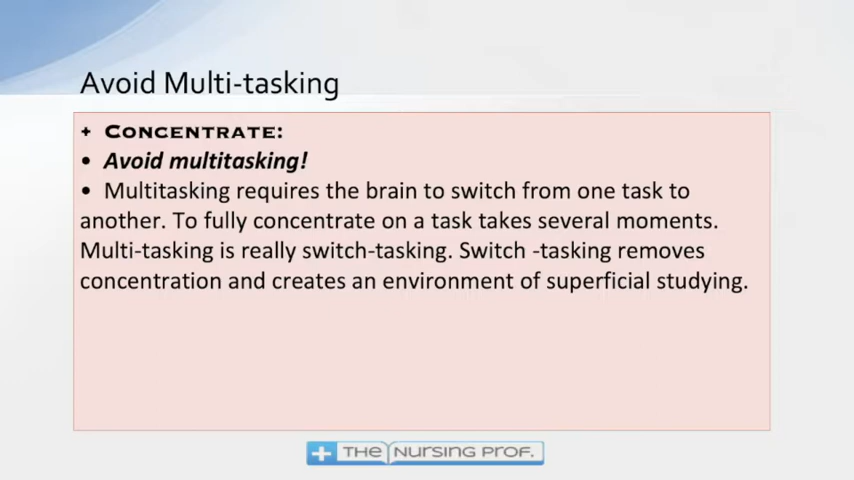 Avoid Multi-tasking
+ CONCENTRATE:
• Avoid multitasking!
• Multitasking requires the brain to switch from one task to
another. To fully concentrate on a task takes several moments.
Multi-tasking is really switch-tasking. Switch -tasking removes
concentration and creates an environment of superficial studying.
THE NURSING PROF.